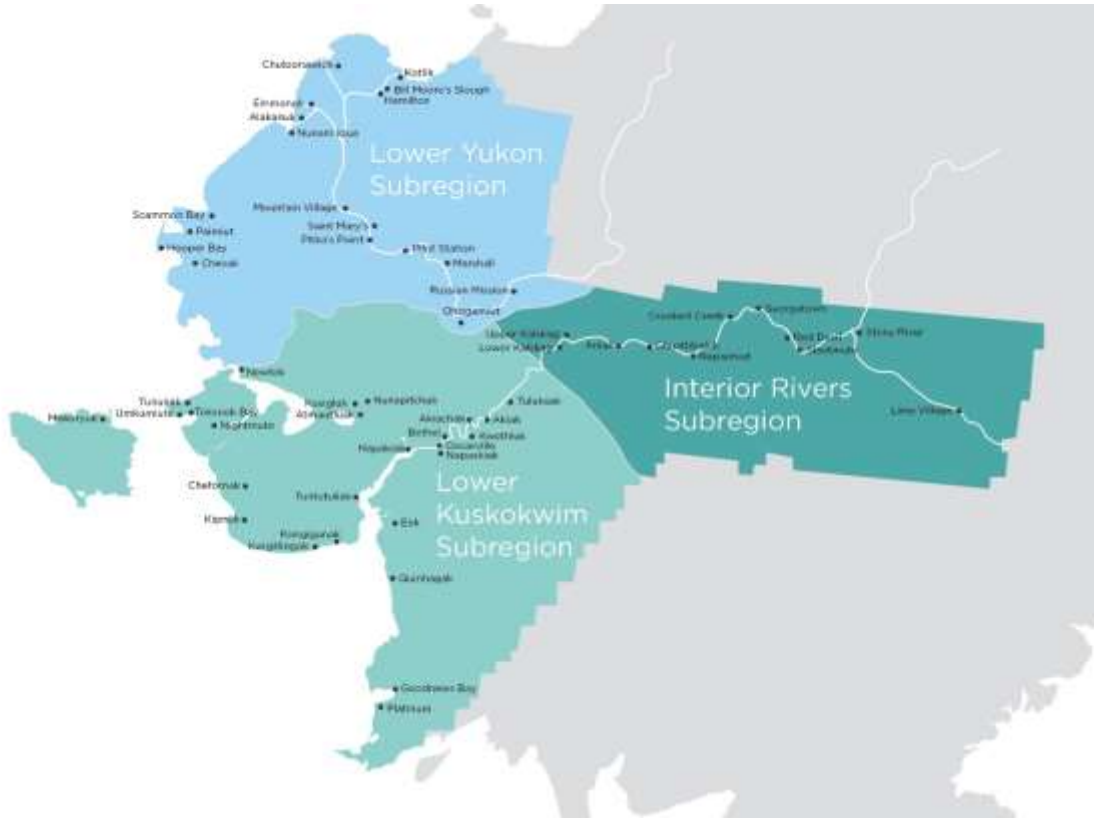 Chuloonawick
Kotlik
Bill Moore's Slough
Hamilton
Emmonak
Alakanuk
Nunam Iqua
Lower Yukon
Subregion
Mountain Village
Scammon Bay
Saint Mary's
Paimiut
Pitka's Point
Hooper Bay
Pilot Station
Chevak
Marshall
Russian Mission
Ohogamiut
Georgetown
Crooked Creek
Upper Kalskag
Lower Kalskag
Aniak
Chuathbaluk
Napaimiut
Red Devil
Sleetmute
Stony River
Newtok
Interior Rivers
Subregion
Lime Village
Mekoryuk
Tununak
Umkumiute
Toksook Bay
Nightmute
Kasigluk
Nunapitchuk
Atmautluak
Tuluksak
Akiachak
Akiak
Bethel
Kwethluk
Oscarville
Napakiak
Napaskiak
Lower
Kuskokwim
Subregion
Chefornak
Tuntutuliak
Kipnuk
Eek
Kongiganak
Kwigillingok
Quinhagak
Goodnews Bay
Platinum